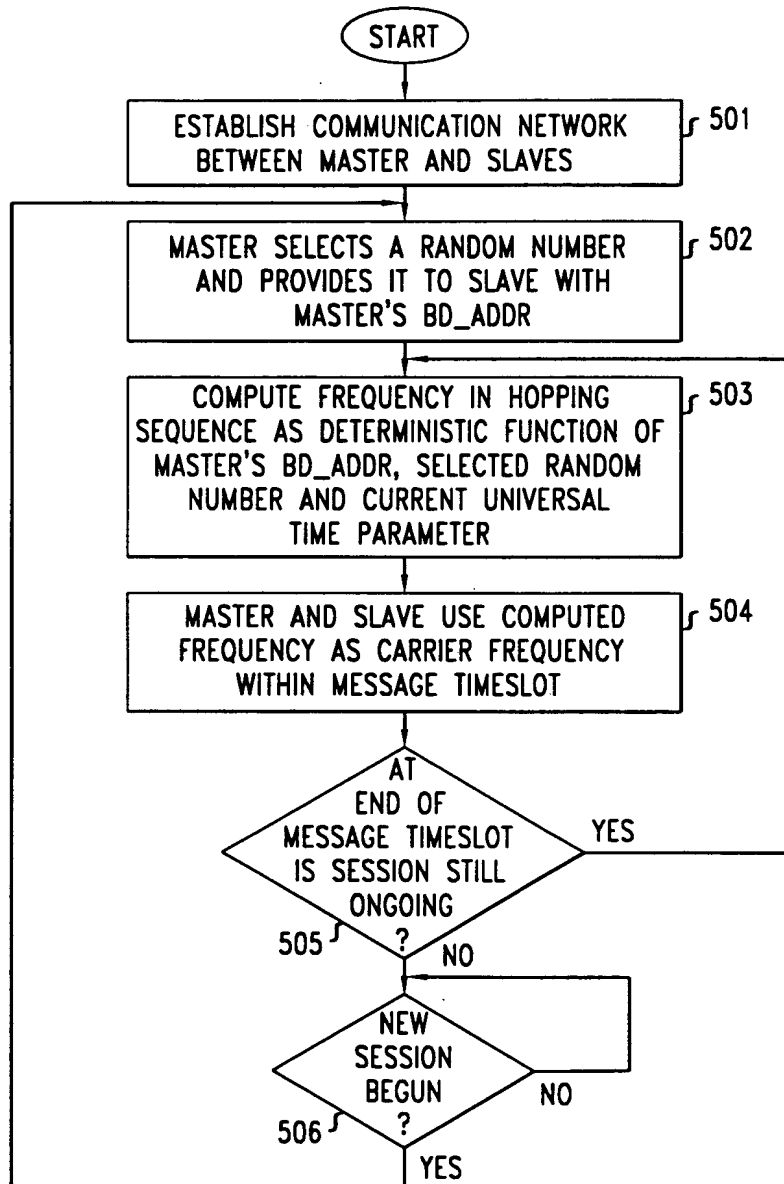 START
ESTABLISH COMMUNICATION NETWORK
BETWEEN MASTER AND SLAVES
501
MASTER SELECTS A RANDOM NUMBER
AND PROVIDES IT TO SLAVE WITH
MASTER'S BD_ADDR
502
COMPUTE FREQUENCY IN HOPPING
SEQUENCE AS DETERMINISTIC FUNCTION OF
MASTER'S BD_ADDR, SELECTED RANDOM
NUMBER AND CURRENT UNIVERSAL
TIME PARAMETER
503
MASTER AND SLAVE USE COMPUTED
FREQUENCY AS CARRIER FREQUENCY
WITHIN MESSAGE TIMESLOT
504
AT
END OF
MESSAGE TIMESLOT
IS SESSION STILL
ONGOING
?
YES
505
NO
NEW
SESSION
BEGUN
?
NO
506
YES